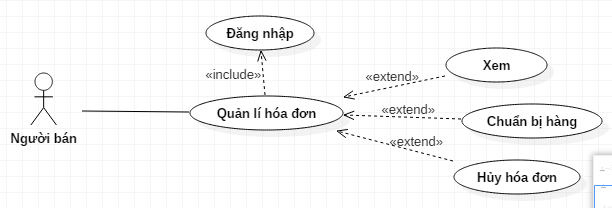 Đăng nhập
«include»
Xem
«extend»
Quản lí hóa đơn
«extend»
Chuẩn bị hàng
Người bán
«extend»
Hủy hóa đơn